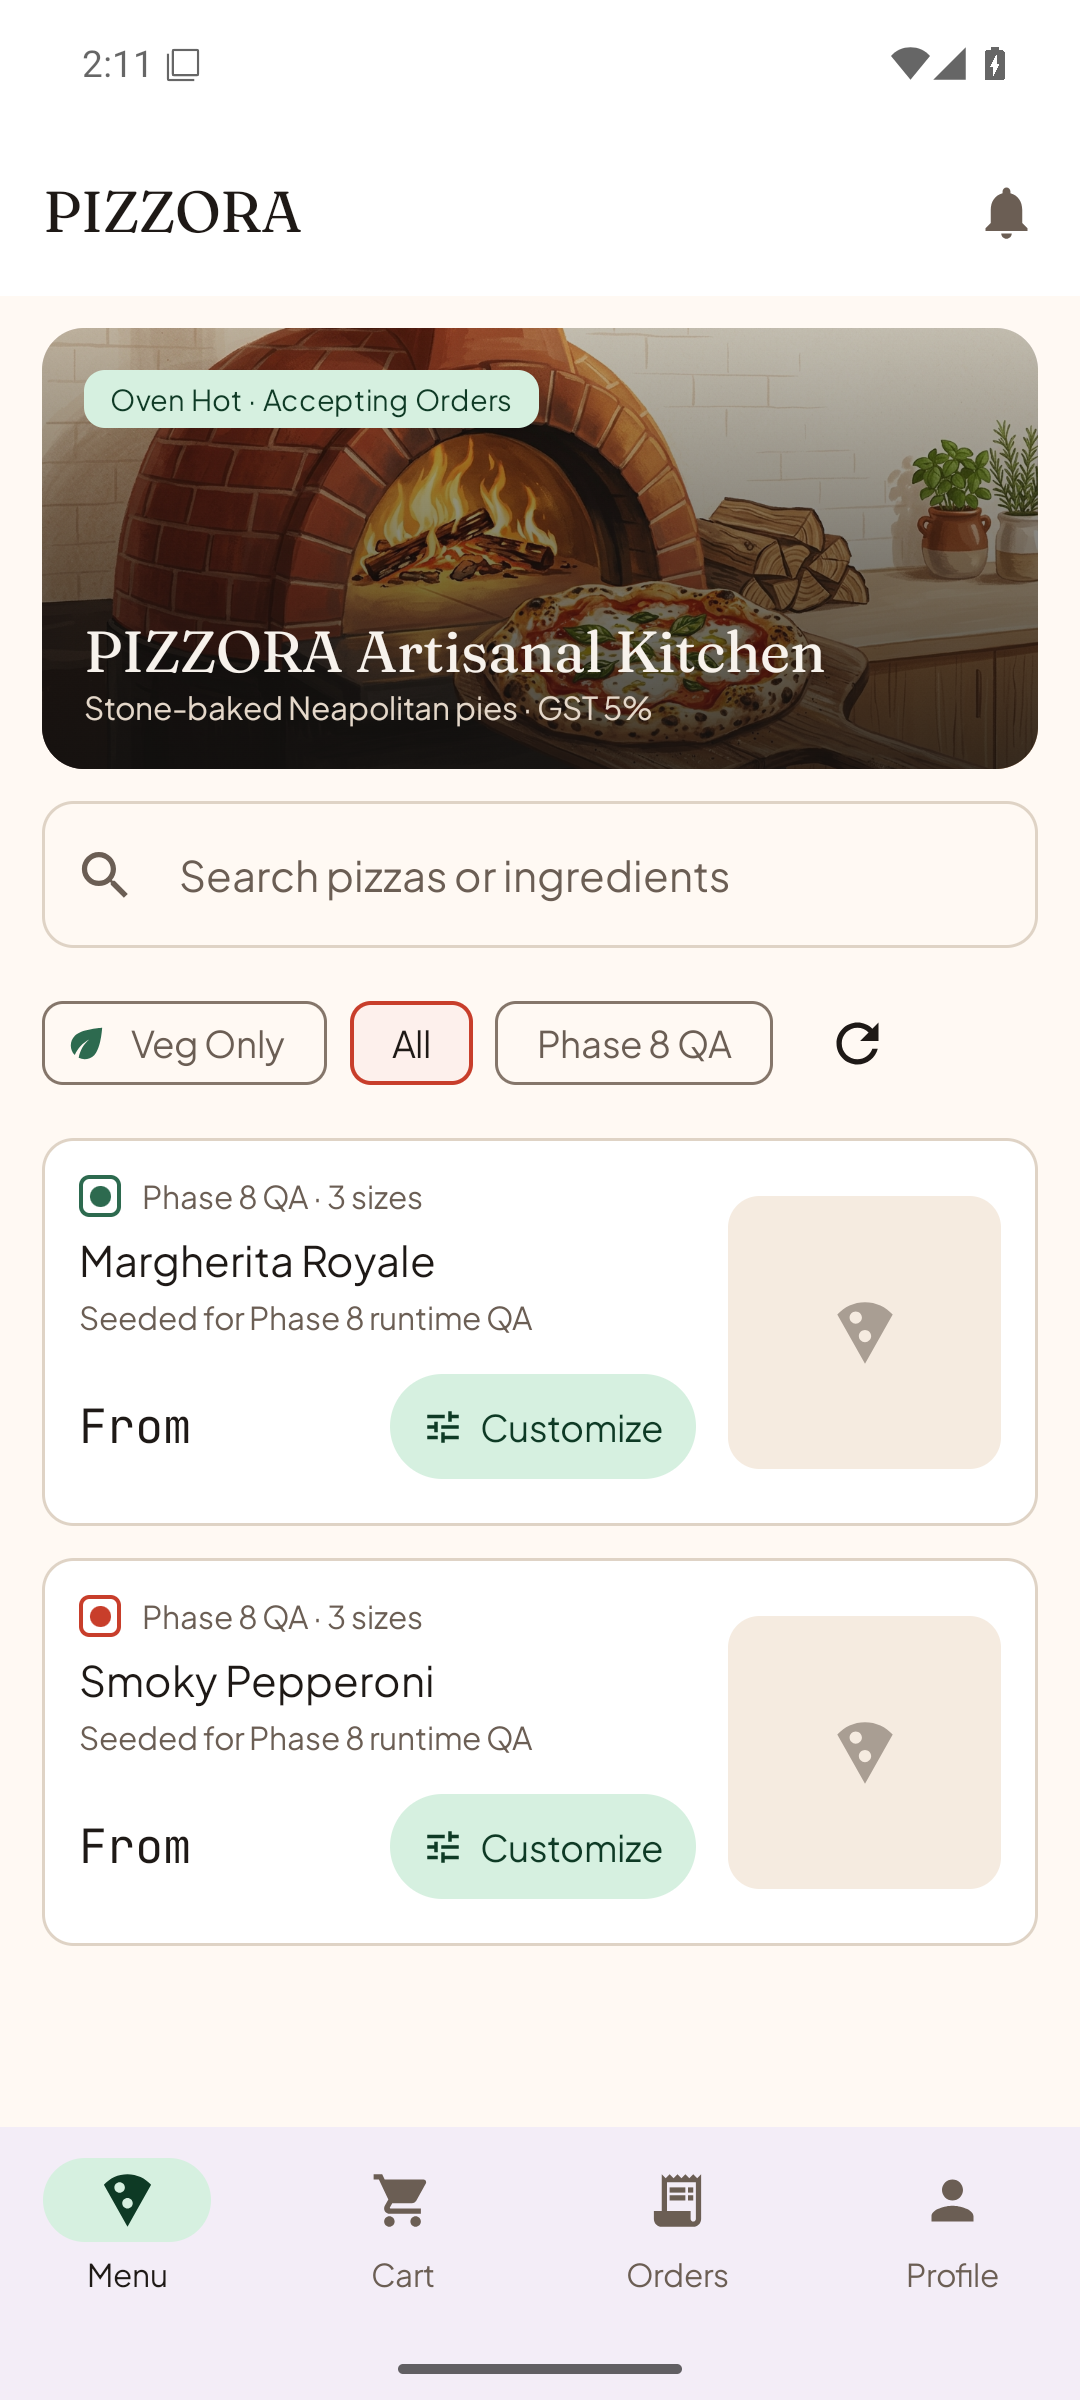 2:11
PIZZORA
Oven Hot · Accepting Orders
PIZZORA Artisanal Kitchen
Stone-baked Neapolitan pies · GST 5%
Search pizzas or ingredients
Veg Only
All
Phase 8 QA
Phase 8 QA · 3 sizes
Margherita Royale
Seeded for Phase 8 runtime QA
From
Customize
Phase 8 QA · 3 sizes
Smoky Pepperoni
Seeded for Phase 8 runtime QA
From
Customize
Menu
Cart
Orders
Profile